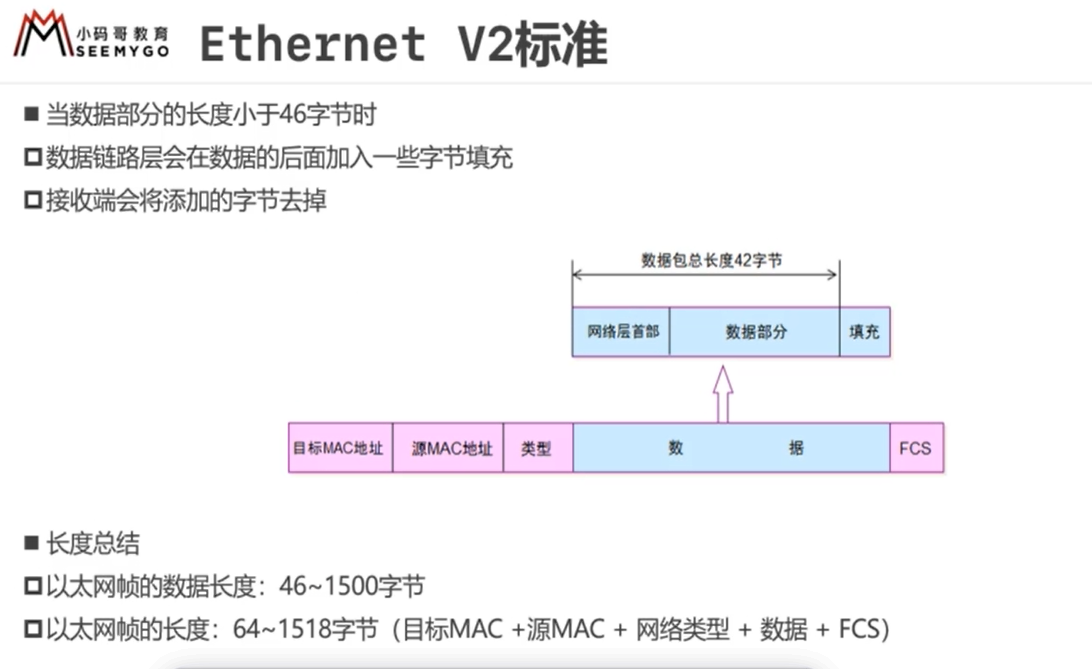 小码哥教育
SEEMYGO
Ethernet V2标准
当数据部分的长度小于46字节时
数据链路层会在数据的后面加入一些字节填充
接收端会将添加的字节去掉
数据包总长度42字节
网络层首部 数据部分 填充
目标MAC地址 源MAC地址 类型 数 据 FCS
长度总结
以太网帧的数据长度：46~1500字节
以太网帧的长度：64~1518字节（目标MAC +源MAC + 网络类型 + 数据 + FCS）